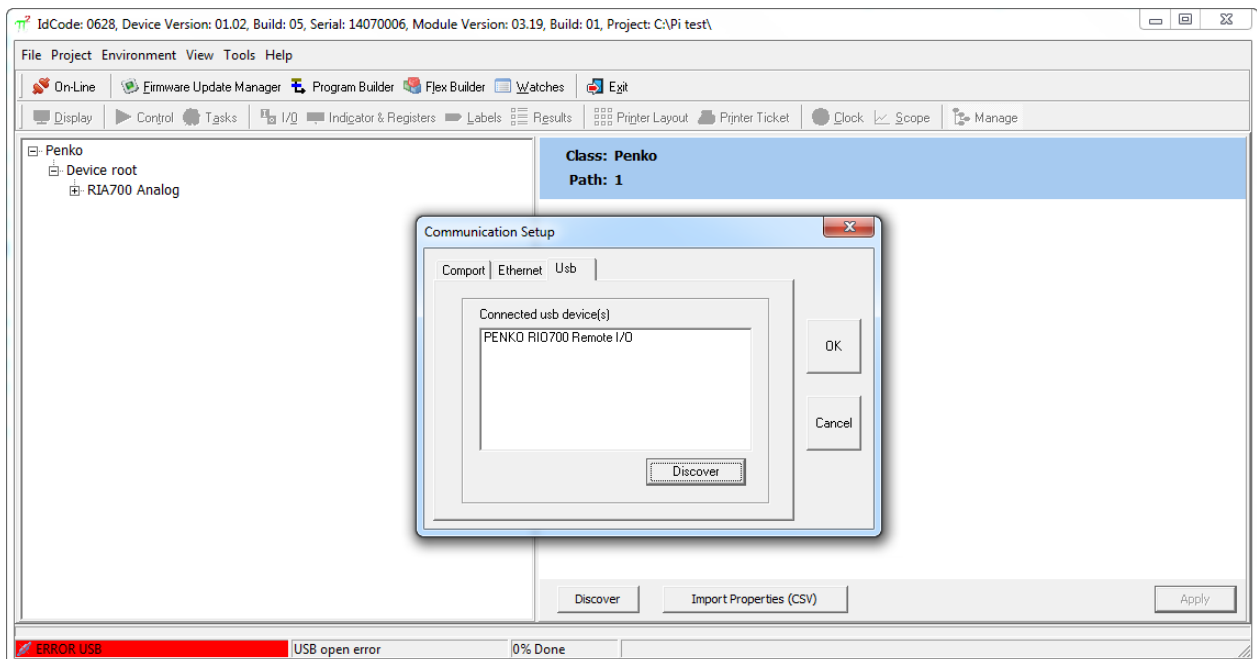 π² IdCode: 0628, Device Version: 01.02, Build: 05, Serial: 14070006, Module Version: 03.19, Build: 01, Project: C:\Pi test\
File Project Environment View Tools Help
On-Line Firmware Update Manager Program Builder Flex Builder Watches Exit
Display Control Tasks I/O Indicator & Registers Labels Results Printer Layout Printer Ticket Clock Scope Manage
Penko
Device root
RIA700 Analog
Class: Penko
Path: 1
Communication Setup
Comport Ethernet Usb
Connected usb device(s)
PENKO RIO700 Remote I/O
OK
Cancel
Discover
Discover Import Properties (CSV) Apply
ERROR USB USB open error 0% Done